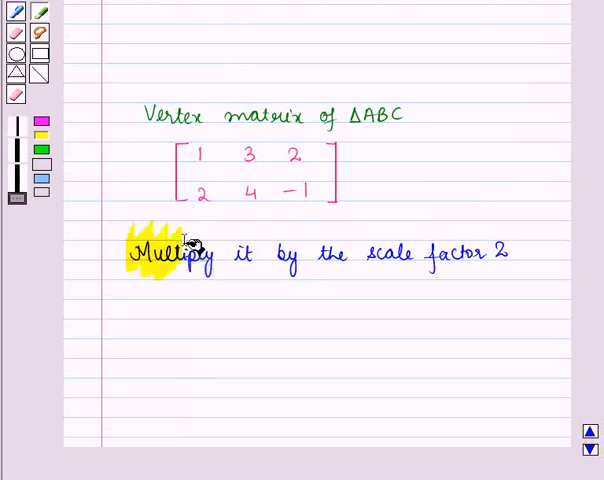 Vertex matrix of ΔABC
1 3 2
2 4 -1
Multiply it by the scale factor 2